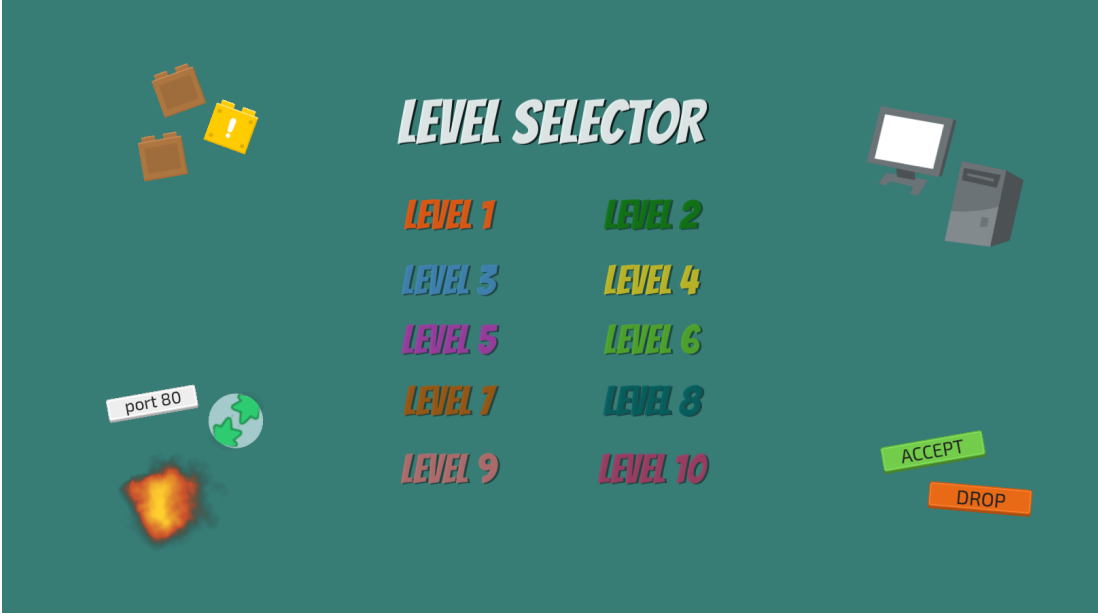 !
LEVEL SELECTOR
LEVEL 1
LEVEL 2
LEVEL 3
LEVEL 4
LEVEL 5
LEVEL 6
LEVEL 7
LEVEL 8
LEVEL 9
LEVEL 10
port 80
ACCEPT
DROP